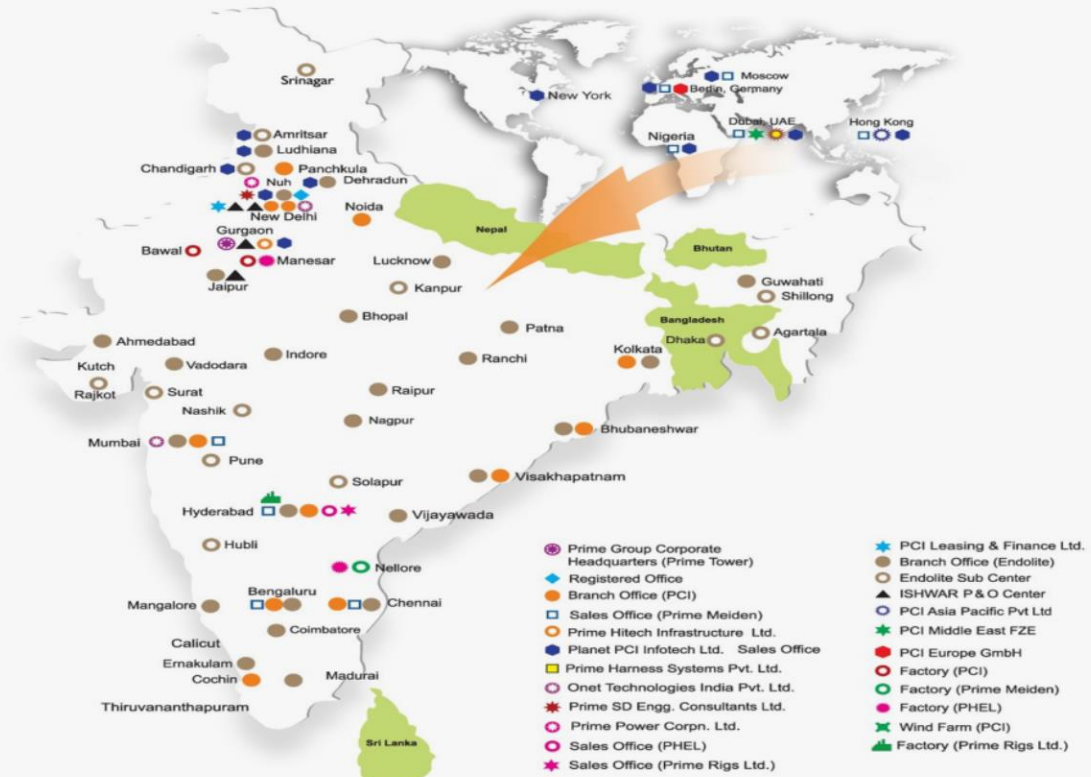 Srinagar
New York
Moscow
Berlin, Germany
Dubai, UAE
Hong Kong
Nigeria
Amritsar
Ludhiana
Chandigarh
Panchkula
Nuh
Dehradun
New Delhi
Noida
Gurgaon
Bawal
Manesar
Jaipur
Lucknow
Kanpur
Nepal
Bhutan
Guwahati
Shillong
Bangladesh
Agartala
Dhaka
Bhopal
Patna
Ahmedabad
Indore
Ranchi
Kolkata
Kutch
Vadodara
Rajkot
Surat
Raipur
Nashik
Nagpur
Mumbai
Bhubaneshwar
Pune
Solapur
Visakhapatnam
Hyderabad
Vijayawada
Hubli
Nellore
Bengaluru
Mangalore
Chennai
Coimbatore
Calicut
Ernakulam
Cochin
Madurai
Thiruvananthapuram
Sri Lanka
Prime Group Corporate
Headquarters (Prime Tower)
Registered Office
Branch Office (PCI)
Sales Office (Prime Meiden)
Prime Hitech Infrastructure Ltd.
Planet PCI Infotech Ltd. Sales Office
Prime Harness Systems Pvt. Ltd.
Onet Technologies India Pvt. Ltd.
Prime SD Engg. Consultants Ltd.
Prime Power Corpn. Ltd.
Sales Office (PHEL)
Sales Office (Prime Rigs Ltd.)
PCI Leasing & Finance Ltd.
Branch Office (Endolite)
Endolite Sub Center
ISHWAR P & O Center
PCI Asia Pacific Pvt Ltd
PCI Middle East FZE
PCI Europe GmbH
Factory (PCI)
Factory (Prime Meiden)
Factory (PHEL)
Wind Farm (PCI)
Factory (Prime Rigs Ltd.)